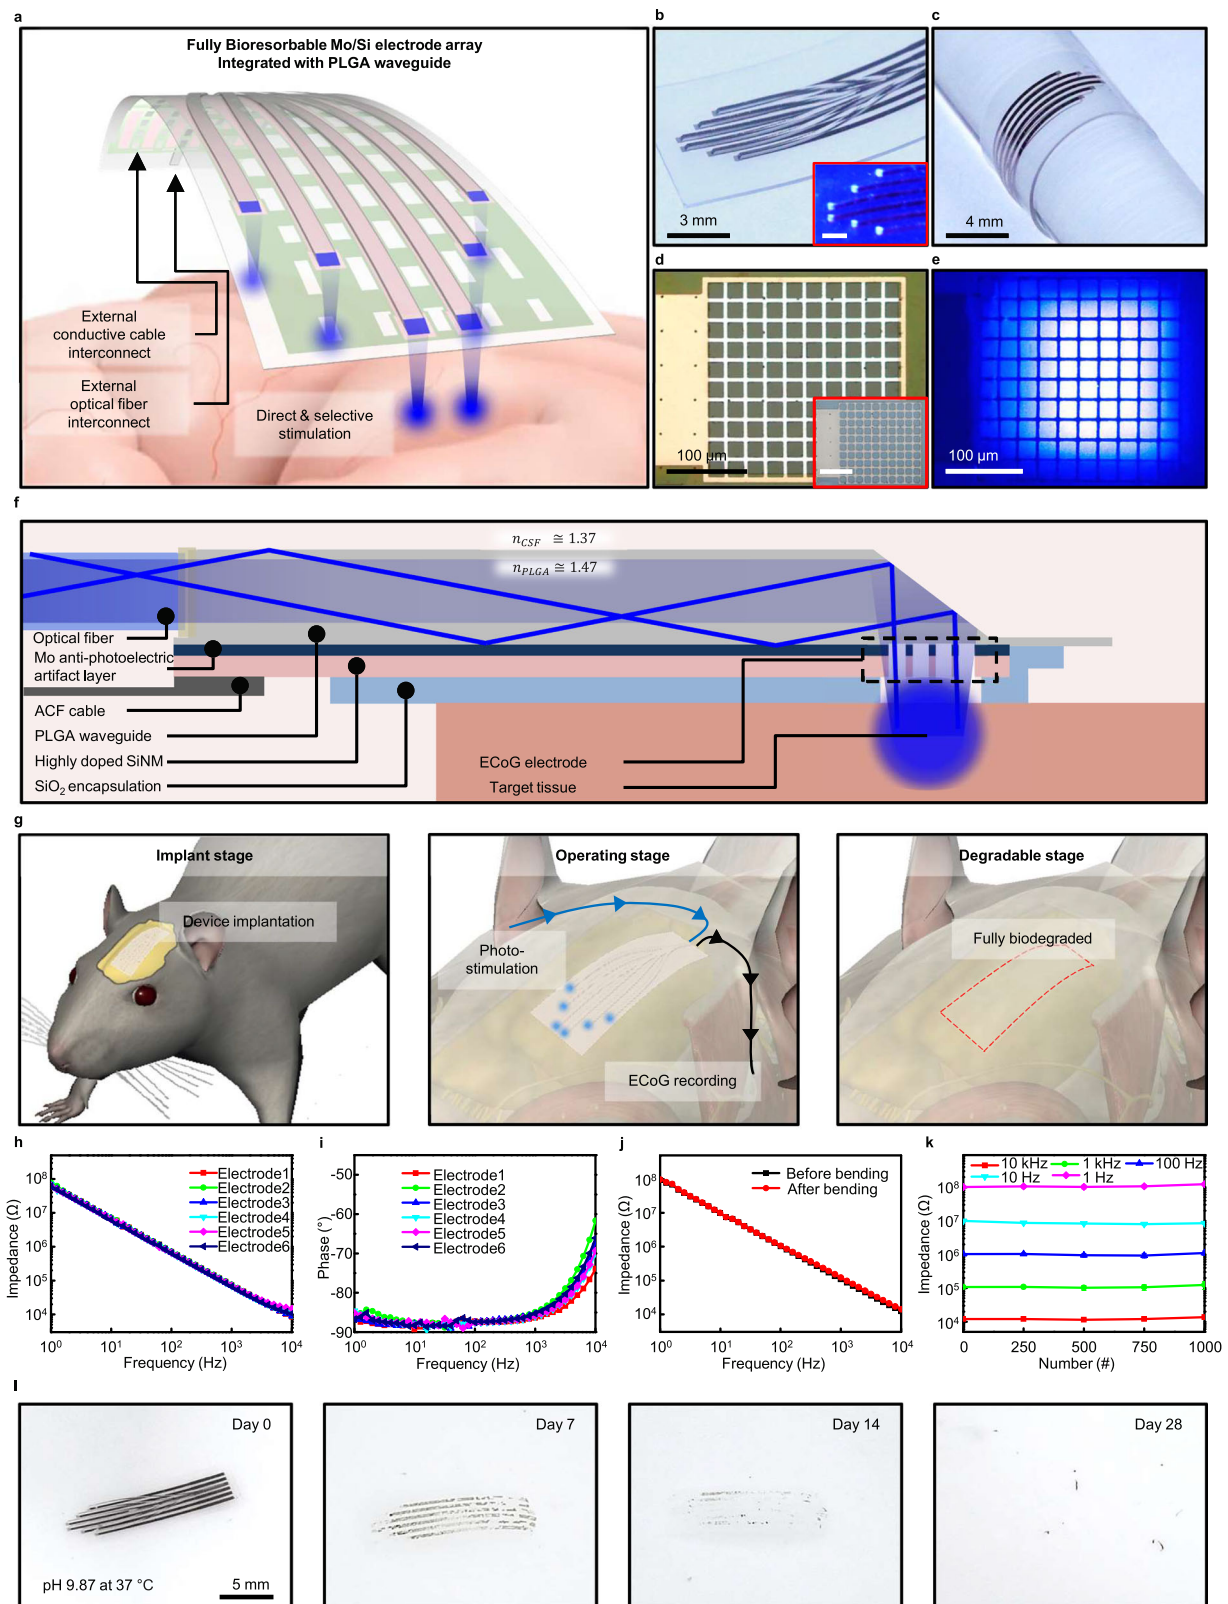 a
Fully Bioresorbable Mo/Si electrode array
Integrated with PLGA waveguide
External
conductive cable
interconnect
External
optical fiber
interconnect
Direct & selective
stimulation
b
3 mm
c
4 mm
d
100 μm
e
100 μm
f
n_CSF ≅ 1.37
n_PLGA ≅ 1.47
Optical fiber
Mo anti-photoelectric
artifact layer
ACF cable
PLGA waveguide
Highly doped SiNM
SiO₂ encapsulation
ECoG electrode
Target tissue
g
Implant stage
Device implantation
Operating stage
Photo-
stimulation
ECoG recording
Degradable stage
Fully biodegraded
h
Impedance (Ω)
10⁸
10⁷
10⁶
10⁵
10⁴
Electrode1
Electrode2
Electrode3
Electrode4
Electrode5
Electrode6
10⁰ 10¹ 10² 10³ 10⁴
Frequency (Hz)
i
Phase (°)
-50
-60
-70
-80
-90
Electrode1
Electrode2
Electrode3
Electrode4
Electrode5
Electrode6
10⁰ 10¹ 10² 10³ 10⁴
Frequency (Hz)
j
Impedance (Ω)
10⁸
10⁷
10⁶
10⁵
10⁴
Before bending
After bending
10⁰ 10¹ 10² 10³ 10⁴
Frequency (Hz)
k
Impedance (Ω)
10 kHz 1 kHz 100 Hz
10 Hz 1 Hz
10⁸
10⁷
10⁶
10⁵
10⁴
0 250 500 750 1000
Number (#)
l
Day 0
pH 9.87 at 37 °C
5 mm
Day 7
Day 14
Day 28